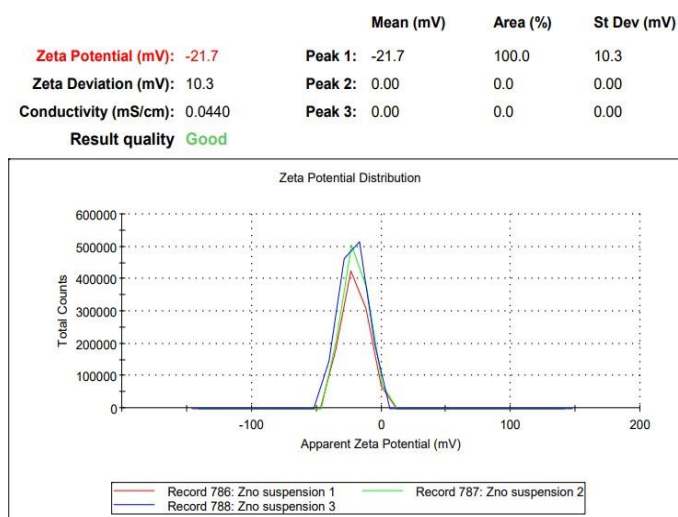 Mean (mV) Area (%) St Dev (mV)
Zeta Potential (mV): -21.7 Peak 1: -21.7 100.0 10.3
Zeta Deviation (mV): 10.3 Peak 2: 0.00 0.0 0.00
Conductivity (mS/cm): 0.0440 Peak 3: 0.00 0.0 0.00
Result quality Good
Zeta Potential Distribution
600000
500000
400000
300000
200000
100000
0
Total Counts
-100 0 100 200
Apparent Zeta Potential (mV)
Record 786: Zno suspension 1 Record 787: Zno suspension 2
Record 788: Zno suspension 3